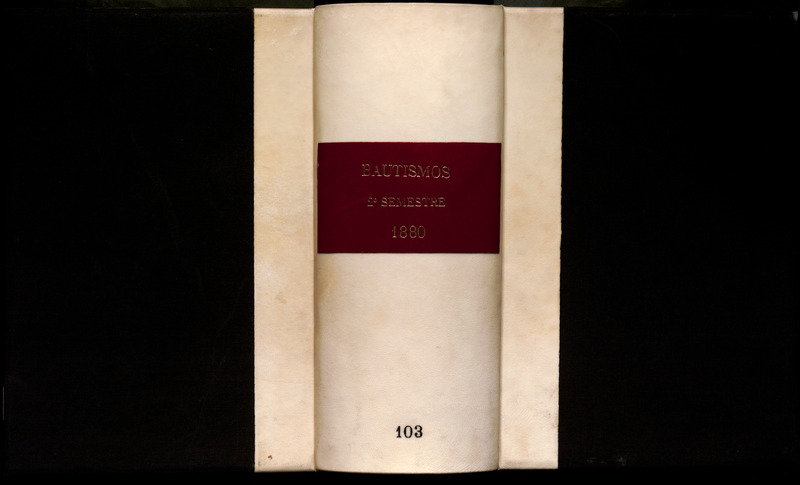 BAUTISMOS
2º SEMESTRE
1880
103